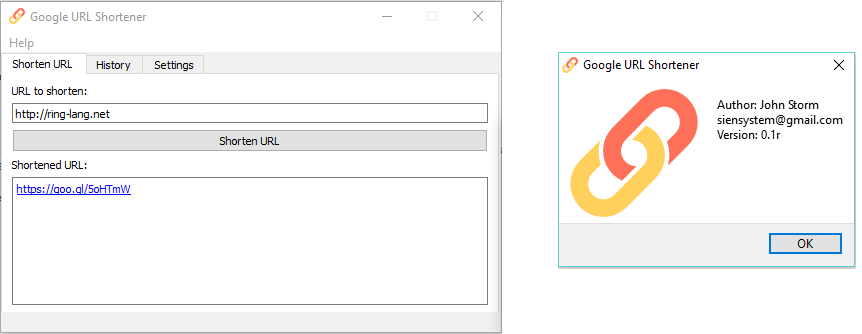 Google URL Shortener
Help
Shorten URL History Settings
URL to shorten:
http://ring-lang.net
Shorten URL
Shortened URL:
https://goo.gl/5oHTmW
Google URL Shortener
Author: John Storm
siensystem@gmail.com
Version: 0.1r
OK